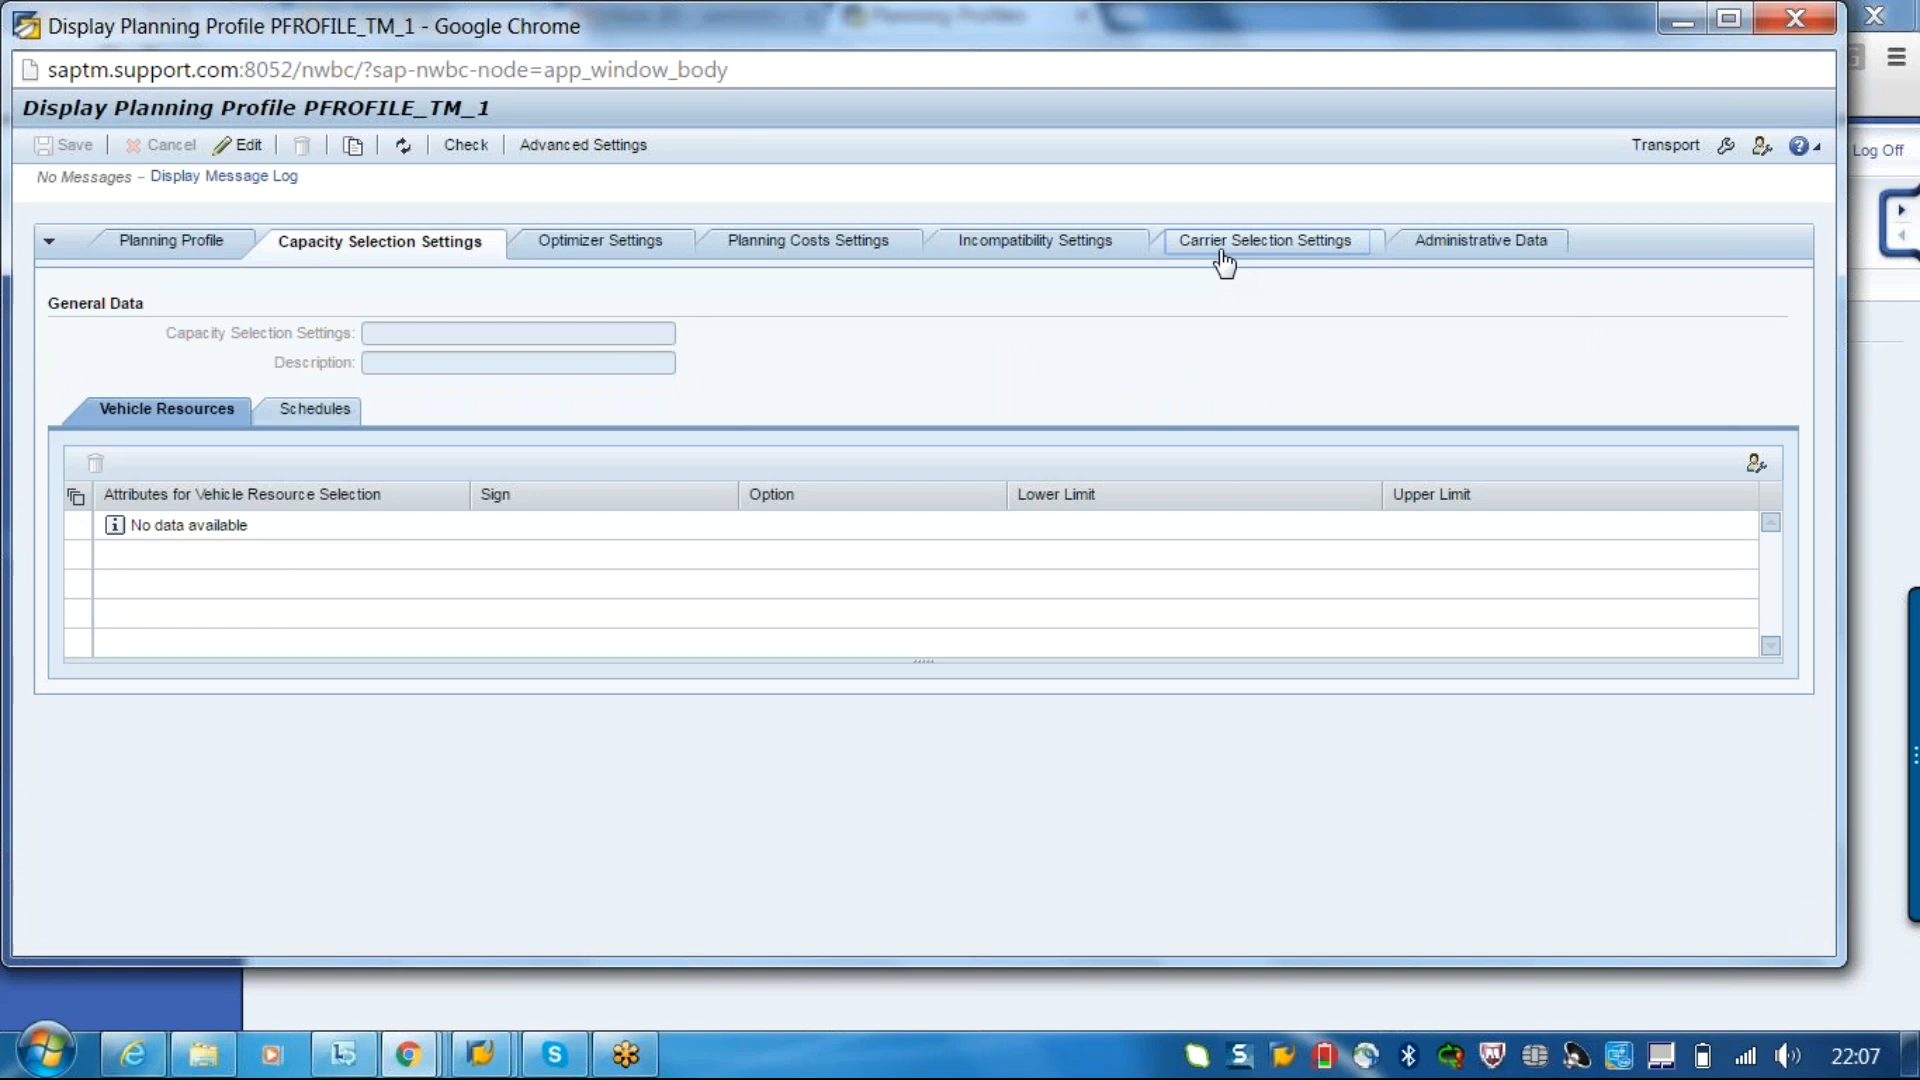 Display Planning Profile PFROFILE_TM_1 - Google Chrome
saptm.support.com:8052/nwbc/?sap-nwbc-node=app_window_body
Display Planning Profile PFROFILE_TM_1
Save Cancel Edit Check Advanced Settings Transport
Log Off
No Messages - Display Message Log
Planning Profile Capacity Selection Settings Optimizer Settings Planning Costs Settings Incompatibility Settings Carrier Selection Settings Administrative Data
General Data
Capacity Selection Settings:
Description:
Vehicle Resources Schedules
Attributes for Vehicle Resource Selection Sign Option Lower Limit Upper Limit
No data available
22:07